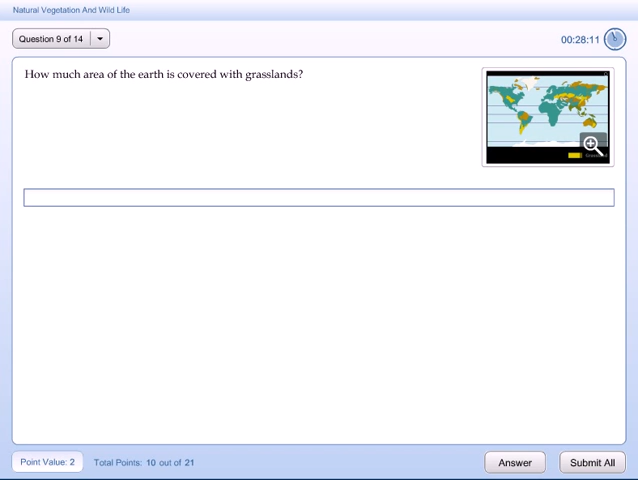 Natural Vegetation And Wild Life
Question 9 of 14
00:28:11
How much area of the earth is covered with grasslands?
Point Value: 2
Total Points: 10 out of 21
Answer
Submit All